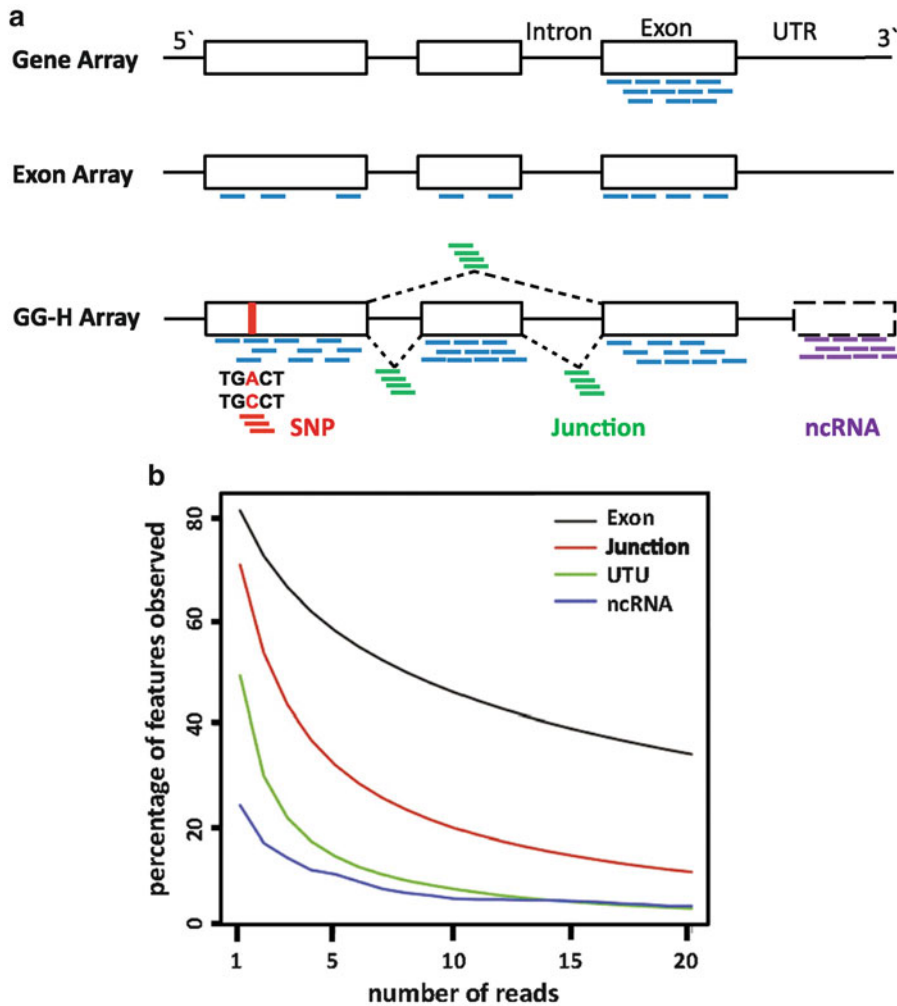 a
5` Intron Exon UTR 3`
Gene Array
Exon Array
GG-H Array
TGACT
TGCCT
SNP Junction ncRNA
b
percentage of features observed
80
60
40
20
0
Exon
Junction
UTU
ncRNA
1 5 10 15 20
number of reads